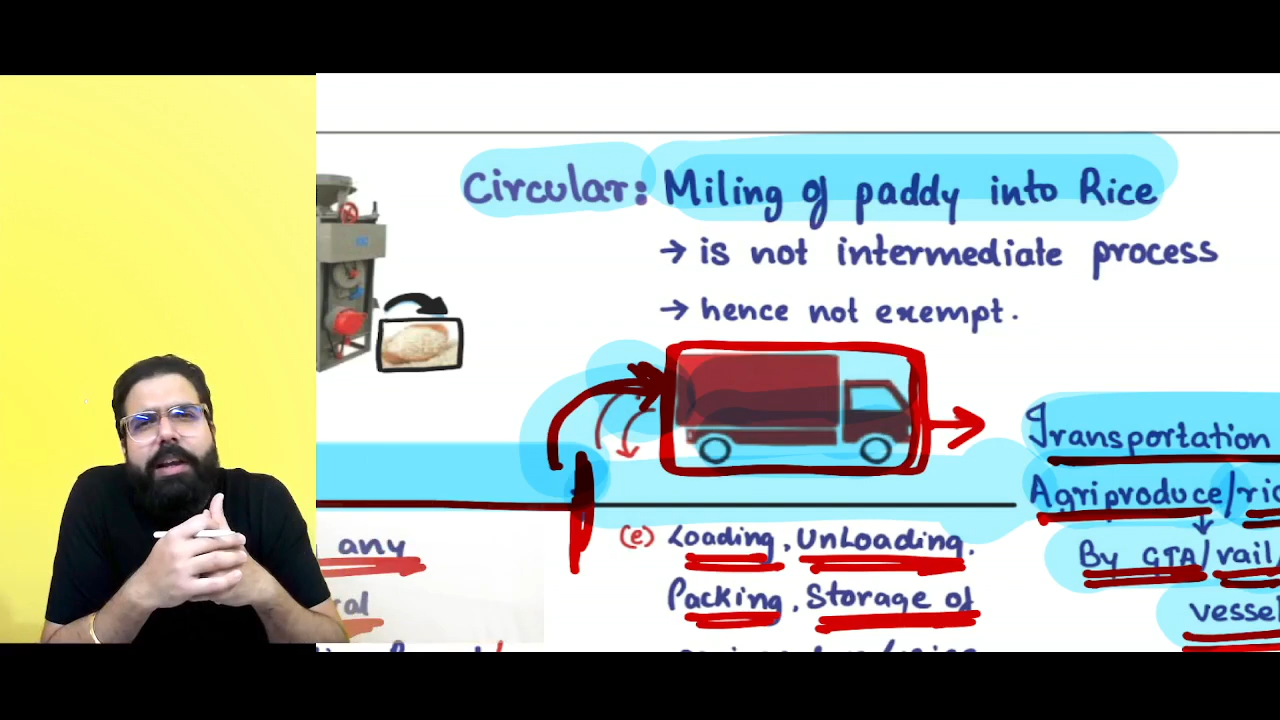 Circular: Miling of paddy into Rice
→ is not intermediate process
→ hence not exempt.
Transportation
Agriproduce/ric
By GTA/rail/
vessel
any
(e) Loading, UnLoading,
Packing, Storage of